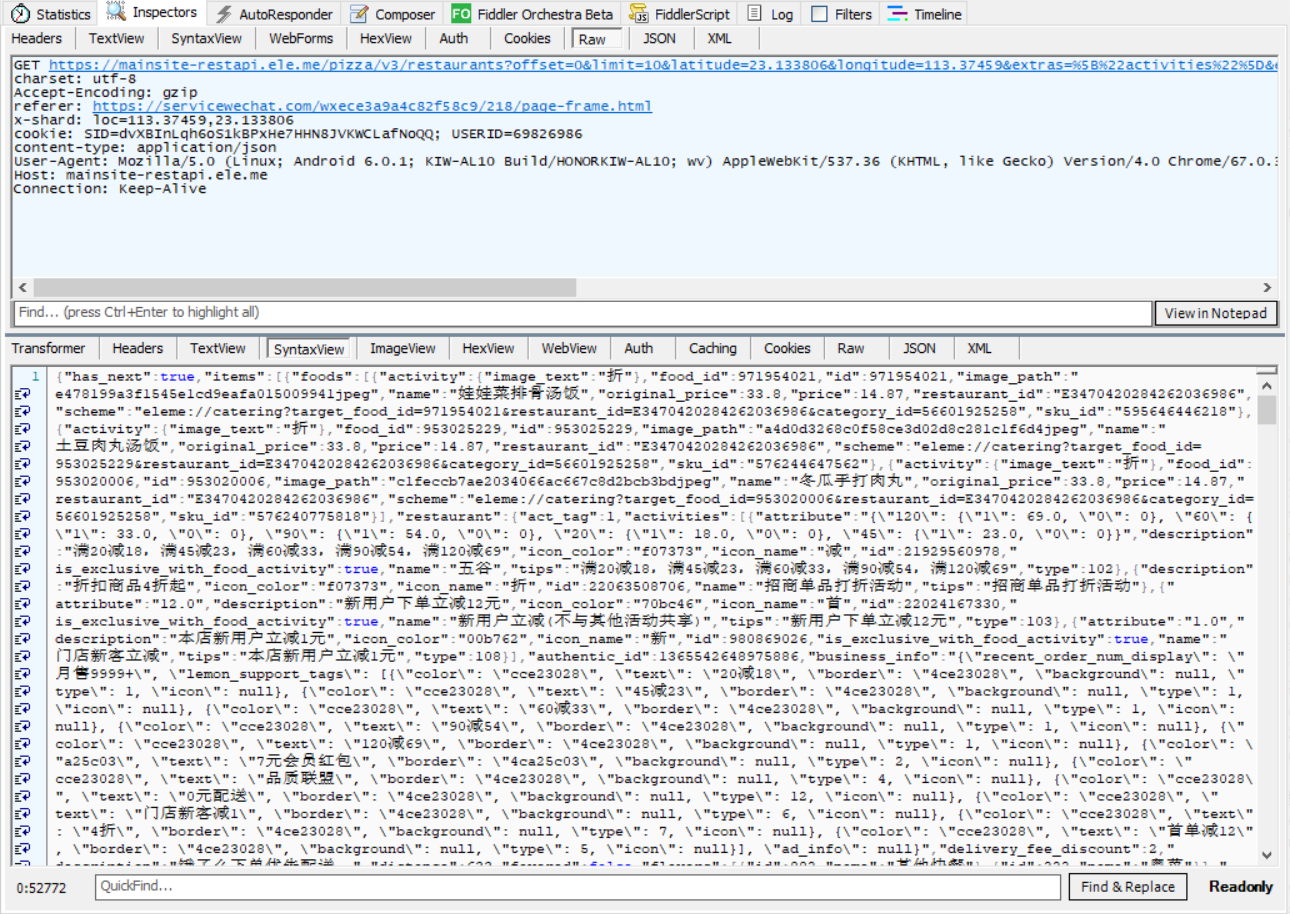 Statistics Inspectors AutoResponder Composer FO Fiddler Orchestra Beta FiddlerScript Log Filters Timeline
Headers TextView SyntaxView WebForms HexView Auth Cookies Raw JSON XML
GET https://mainsite-restapi.ele.me/pizza/v3/restaurants?offset=0&limit=10&latitude=23.133806&longitude=113.37459&extras=%5B%22activities%22%5D&
charset: utf-8
Accept-Encoding: gzip
referer: https://servicewechat.com/wxece3a9a4c82f58c9/218/page-frame.html
x-shard: loc=113.37459,23.133806
cookie: SID=dvXBInLqh6oS1kBPxHe7HHN8JVKWCLafNoQQ; USERID=69826986
content-type: application/json
User-Agent: Mozilla/5.0 (Linux; Android 6.0.1; KIW-AL10 Build/HONORKIW-AL10; wv) AppleWebKit/537.36 (KHTML, like Gecko) Version/4.0 Chrome/67.0.3
Host: mainsite-restapi.ele.me
Connection: Keep-Alive
Find... (press Ctrl+Enter to highlight all) View in Notepad
Transformer Headers TextView SyntaxView ImageView HexView WebView Auth Caching Cookies Raw JSON XML
1 {"has_next":true,"items":[{"foods":[{"activity":{"image_text":"折"},"food_id":971954021,"id":971954021,"image_path":"
e478199a3f1545e1cd9eafa015009941jpeg","name":"娃娃菜排骨汤饭","original_price":33.8,"price":14.87,"restaurant_id":"E3470420284262036986",
"scheme":"eleme://catering?target_food_id=971954021&restaurant_id=E3470420284262036986&category_id=56601925258","sku_id":"595646446218"},
{"activity":{"image_text":"折"},"food_id":953025229,"id":953025229,"image_path":"a4d0d3268c0f58ce3d02d8c281c1f6d4jpeg","name":"
土豆肉丸汤饭","original_price":33.8,"price":14.87,"restaurant_id":"E3470420284262036986","scheme":"eleme://catering?target_food_id=
953025229&restaurant_id=E3470420284262036986&category_id=56601925258","sku_id":"576244647562"},{"activity":{"image_text":"折"},"food_id":
953020006,"id":953020006,"image_path":"c1feccb7ae2034066ac667c8d2bcb3bdjpeg","name":"冬瓜手打肉丸","original_price":33.8,"price":14.87,"
restaurant_id":"E3470420284262036986","scheme":"eleme://catering?target_food_id=953020006&restaurant_id=E3470420284262036986&category_id=
56601925258","sku_id":"576240775818"}],"restaurant":{"act_tag":1,"activities":[{"attribute":"{\"120\": {\"1\": 69.0, \"0\": 0}, \"60\": {
\"1\": 33.0, \"0\": 0}, \"90\": {\"1\": 54.0, \"0\": 0}, \"20\": {\"1\": 18.0, \"0\": 0}, \"45\": {\"1\": 23.0, \"0\": 0}}","description"
:"满20减18，满45减23，满60减33，满90减54，满120减69","icon_color":"f07373","icon_name":"减","id":21929560978,"
is_exclusive_with_food_activity":true,"name":"五谷","tips":"满20减18，满45减23，满60减33，满90减54，满120减69","type":102},{"description"
:"折扣商品4折起","icon_color":"f07373","icon_name":"折","id":22063508706,"name":"招商单品打折活动","tips":"招商单品打折活动"},{"
attribute":"12.0","description":"新用户下单立减12元","icon_color":"70bc46","icon_name":"首","id":22024167330,"
is_exclusive_with_food_activity":true,"name":"新用户立减(不与其他活动共享)","tips":"新用户下单立减12元","type":103},{"attribute":"1.0","
description":"本店新用户立减1元","icon_color":"00b762","icon_name":"新","id":980869026,"is_exclusive_with_food_activity":true,"name":"
门店新客立减","tips":"本店新用户立减1元","type":108}],"authentic_id":1365542648975886,"business_info":"{\"recent_order_num_display\": \"
月售9999+\", \"lemon_support_tags\": [{\"color\": \"cce23028\", \"text\": \"20减18\", \"border\": \"4ce23028\", \"background\": null, \"
type\": 1, \"icon\": null}, {\"color\": \"cce23028\", \"text\": \"45减23\", \"border\": \"4ce23028\", \"background\": null, \"type\": 1,
\"icon\": null}, {\"color\": \"cce23028\", \"text\": \"60减33\", \"border\": \"4ce23028\", \"background\": null, \"type\": 1, \"icon\":
null}, {\"color\": \"cce23028\", \"text\": \"90减54\", \"border\": \"4ce23028\", \"background\": null, \"type\": 1, \"icon\": null}, {\"
color\": \"cce23028\", \"text\": \"120减69\", \"border\": \"4ce23028\", \"background\": null, \"type\": 1, \"icon\": null}, {\"color\": \
"a25c03\", \"text\": \"7元会员红包\", \"border\": \"4ca25c03\", \"background\": null, \"type\": 2, \"icon\": null}, {\"color\": \"
cce23028\", \"text\": \"品质联盟\", \"border\": \"4ce23028\", \"background\": null, \"type\": 4, \"icon\": null}, {\"color\": \"cce23028\
", \"text\": \"0元配送\", \"border\": \"4ce23028\", \"background\": null, \"type\": 12, \"icon\": null}, {\"color\": \"cce23028\", \"
text\": \"门店新客减1\", \"border\": \"4ce23028\", \"background\": null, \"type\": 6, \"icon\": null}, {\"color\": \"cce23028\", \"text\"
: \"4折\", \"border\": \"4ce23028\", \"background\": null, \"type\": 7, \"icon\": null}, {\"color\": \"cce23028\", \"text\": \"首单减12\"
, \"border\": \"4ce23028\", \"background\": null, \"type\": 5, \"icon\": null}], \"ad_info\": null}","delivery_fee_discount":2,"
0:52772 QuickFind... Find & Replace Readonly